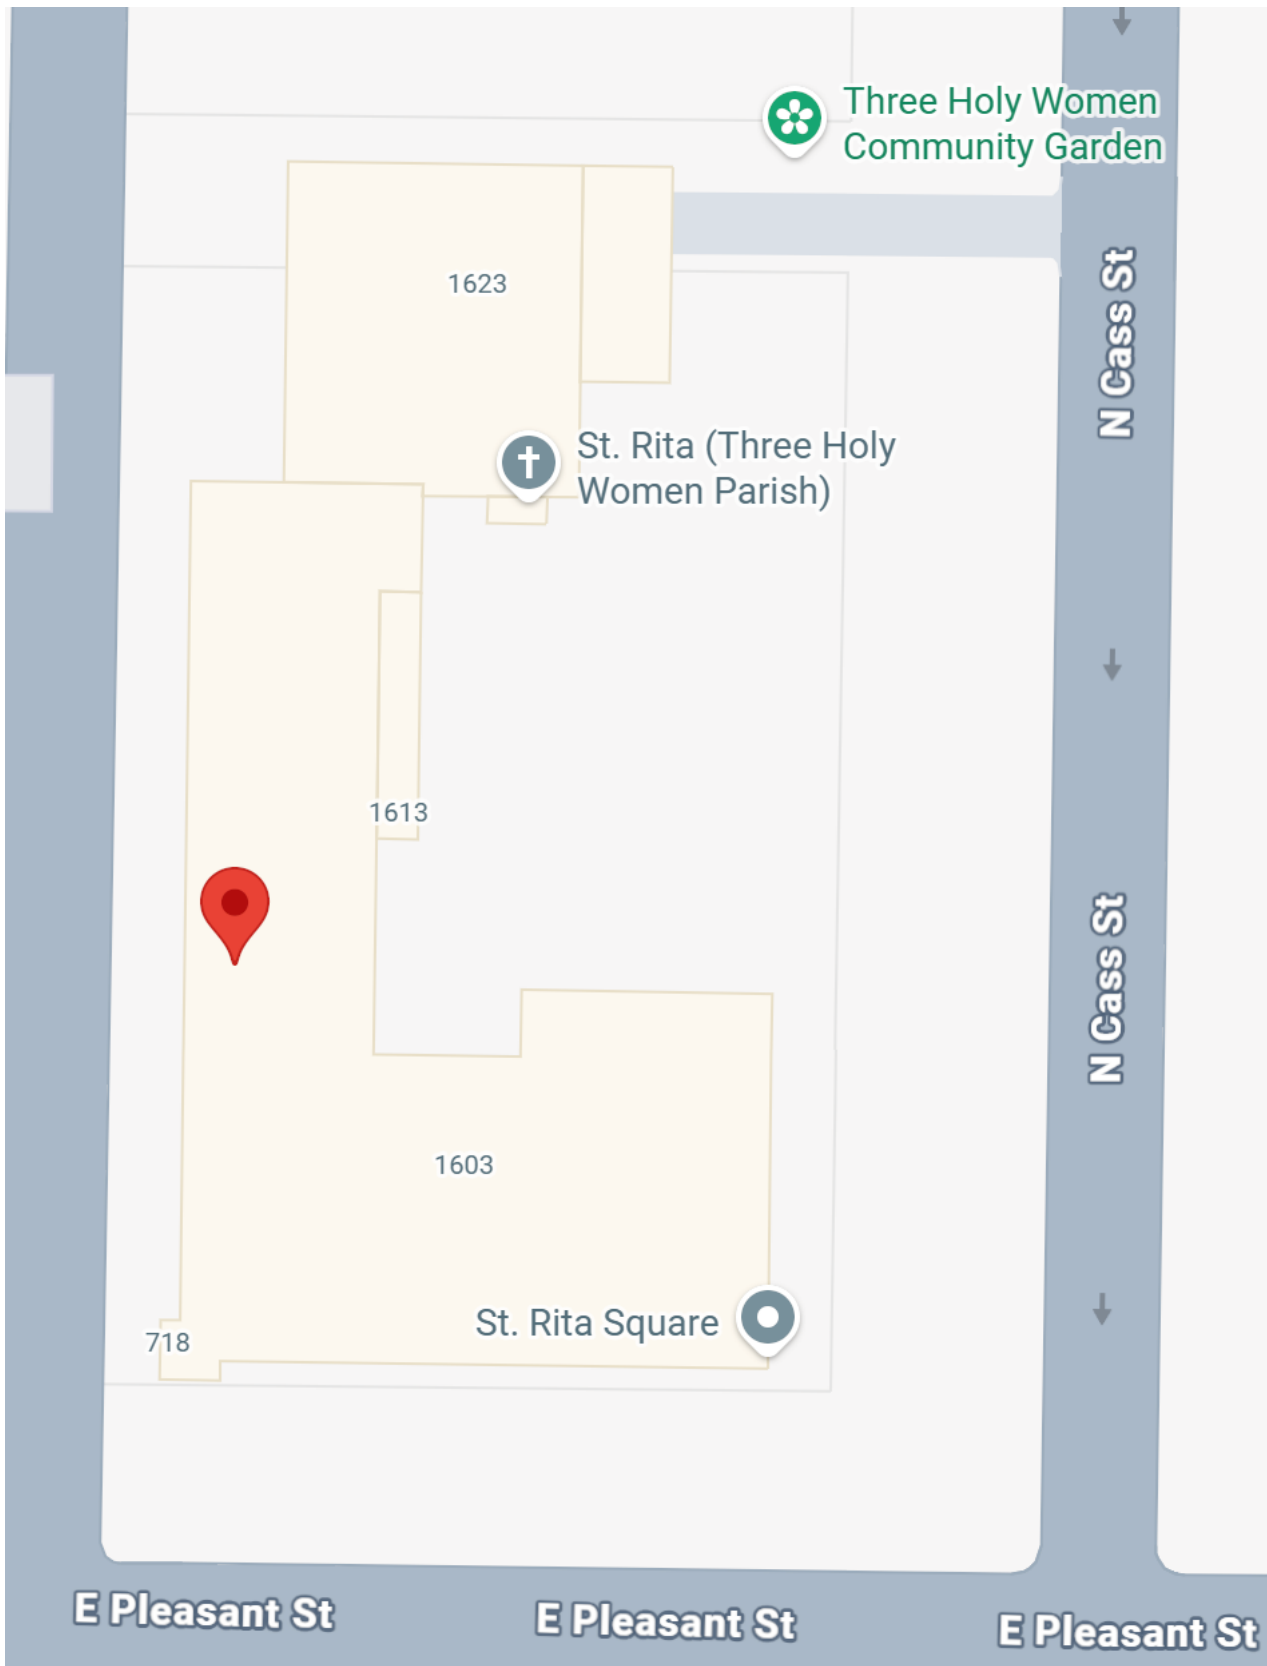 Three Holy Women
Community Garden
1623
N Cass St
St. Rita (Three Holy
Women Parish)
1613
N Cass St
1603
St. Rita Square
718
E Pleasant St
E Pleasant St
E Pleasant St